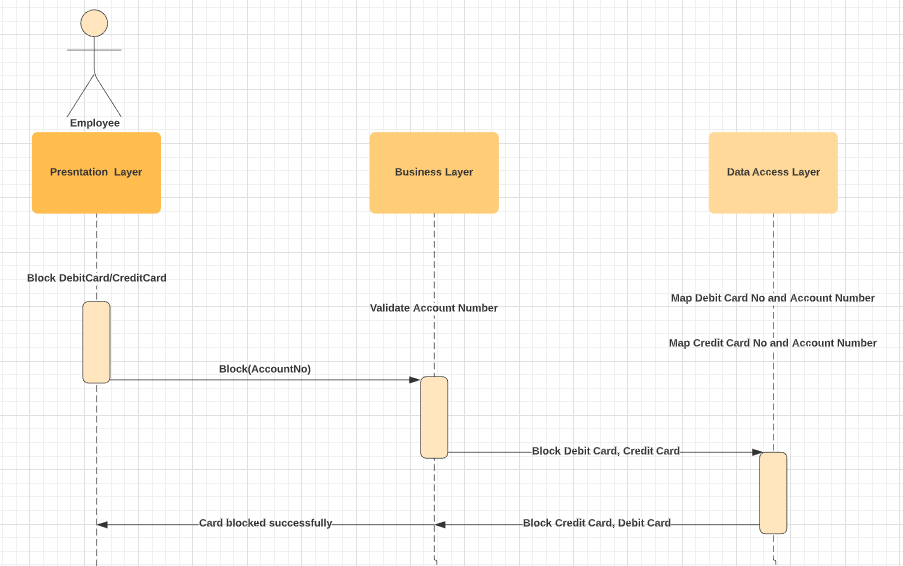 Employee
Presntation Layer
Business Layer
Data Access Layer
Block DebitCard/CreditCard
Validate Account Number
Map Debit Card No and Account Number
Map Credit Card No and Account Number
Block(AccountNo)
Block Debit Card, Credit Card
Card blocked successfully
Block Credit Card, Debit Card